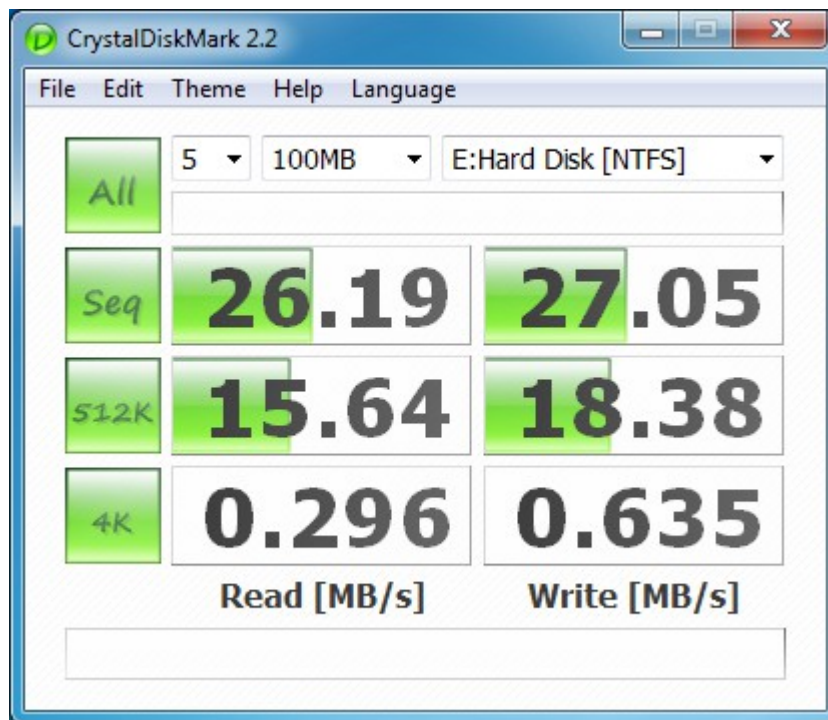 CrystalDiskMark 2.2
File Edit Theme Help Language
All 5 100MB E:Hard Disk [NTFS]
Seq 26.19 27.05
512K 15.64 18.38
4K 0.296 0.635
Read [MB/s] Write [MB/s]